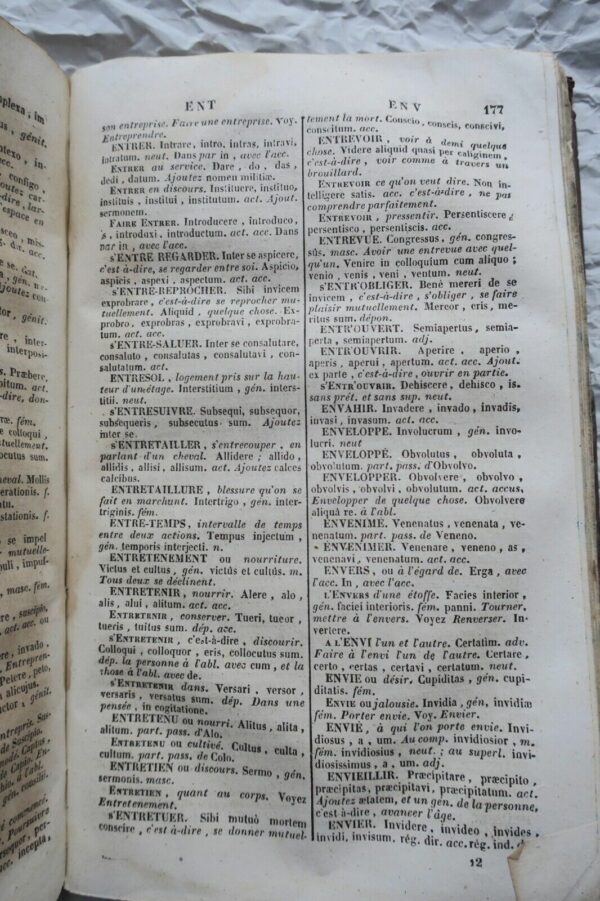 plexa, im
génit.
ENT
ENV
177
son entreprise. Faire une entreprise. Voy.
Entreprendre.
ENTRER. Intrare, intro, intras, intravi,
intratum. neut. Dans par in, avec l'acc.
ENTRER au service, Dare, do, das,
dedi, datum. Ajoutez nomen militiæ.
ENTRER en discours. Instituere, instituo,
instituis, institui, institutum. act. Ajout.
sermonem.
FAIRE ENTRER. Introducere, introduco,
s, introduxi, introductum. act. acc. Dans
par in, avec l'acc.
S'ENTRE REGARDER. Inter se aspicere,
c'est-à-dire, se regarder entre soi. Aspicio,
aspicis, aspexi, aspectum. act. acc.
S'ENTRE-REPROCHER. Sibi invicem
exprobrare, c'est-à-dire se reprocher mu-
tuellement. Aliquid, quelque chose. Ex-
probro, exprobras, exprobravi, exprobra-
tum. act. acc.
S'ENTRE-SALUER. Inter se consalutare,
consaluto, consalutas, consalutavi, con-
salutatum. act.
ENTRESOL, logement pris sur la hau-
teur d'un étage. Interstitium, gén. inters-
titii. neut.
S'ENTRESUIVRE. Subsequi, subsequor,
subsequeris, subsecutus sum. Ajoutez
inter se.
S'ENTRETAILLER, s'entrecouper, en
parlant d'un cheval. Allidere; allido,
allidis, allisi, allisum. act. Ajoutez calces
calcibus.
ENTRETAILLURE, blessure qu'on se
fait en marchant. Intertrigo, gén. inter-
triginis. fém.
ENTRE-TEMPS, intervalle de temps
entre deux actions. Tempus injectum,
gén. temporis interjecti. n.
ENTRETENEMENT ou nourriture.
Victus et cultus, gén. victûs et cultûs. m.
Tous deux se déclinent.
ENTRETENIR, nourrir. Alere, alo,
alis, alui, alitum. act. acc.
ENTRETENIR, conserver. Tueri, tueor,
tueris, tuitus sum. dép. acc.
S'ENTRETENIR, c'est-à-dire, discourir.
Colloqui, colloquor, eris, collocutus sum.
dép. la personne à l'abl. avec cum, et la
chose à l'abl. avec de.
S'ENTRETENIR dans. Versari, versor,
versaris, versatus sum. dép. Dans une
pensée, in cogitatione.
ENTRETENU ou nourri. Alitus, alita,
alitum. part. pass. d'Alo.
ENTRETENU ou cultivé. Cultus, culta,
cultum. part. pass. de Colo.
ENTRETIEN ou discours. Sermo, gén.
sermonis. masc.
ENTRETIEN, quant au corps. Voyez
Entretenement.
S'ENTRETUER. Sibi mutuò mortem
conscire, c'est à-dire, se donner mutuel-
tement la mort. Conscio, conscis, conscivi,
conscitum. acc.
ENTREVOIR, voir à demi quelque
chose. Videre aliquid quasi per caliginem,
c'est-à-dire, voir comme à travers un
brouillard.
ENTREVOIR ce qu'on veut dire. Non in-
telligere satis. acc. c'est-à-dire, ne pas
comprendre parfaitement.
ENTREVOIR, pressentir. Persentiscere,
persentisco, persentiscis. acc.
ENTREVUE. Congressus, gén. congres-
sûs. masc. Avoir une entrevue avec quel-
qu'un. Venire in colloquium cum aliquo;
venio, venis, veni, ventum. neut.
S'ENTR'OBLIGER. Benè mereri de se
invicem, c'est-à-dire, s'obliger, se faire
plaisir mutuellement. Mercor, eris, me-
ritus sum. dépon.
ENTR'OUVERT. Semiapertus, semia-
perta, semiapertum. adj.
ENTR'OUVRIR. Aperire, aperio,
aperis, aperui, apertum. act. acc. Ajout.
ex parte, c'est-à-dire, ouvrir en partie.
S'ENTR'OUVRIR. Dehiscere, dehisco, is.
sans prét. et sans sup. neut.
ENVAHIR. Invadere, invado, invadis,
invasi, invasum. act. acc.
ENVELOPPE. Involucrum, gén. invo-
lucri. neut
ENVELOPPÉ. Obvolutus, obvoluta,
obvolutum. part. pass. d'Obvolvo.
ENVELOPPER. Obvolvere, obvolvo,
obvolvis, obvolvi, obvolutum. act. accus.
Envelopper de quelque chose. Obvolvere
aliquâ re. à l'abl.
ENVENIMÉ. Venenatus, venenata, ve-
nenatum. part. pass. de Veneno.
ENVENIMER. Venenare, veneno, as,
venenavi, venenatum. act. acc.
ENVERS, ou à l'égard de. Erga, avec
l'acc. In, avec l'acc.
L'ENVERS d'une étoffe. Facies interior,
gén. faciei interioris. fém. panni. Tourner,
mettre à l'envers. Voyez Renverser. In-
vertere.
A L'ENVI l'un et l'autre. Certatim. adv.
Faire à l'envi l'un de l'autre. Certare,
certo, certas, certavi, certatum. neut.
ENVIE ou désir. Cupiditas, gén. cupi-
ditatis. fém.
ENVIE ou jalousie. Invidia, gén. invidiæ
fém. Porter envie. Voy. Envier.
ENVIÉ, à qui l'on porte envie. Invi-
diosus, a, um. Au comp. invidiosior, m.
fém. invidiosius, neut.; au superl. invi-
diosissimus, a, um. adj.
ENVIEILLIR. Præcipitare, præcipito,
præcipitas, præcipitavi, præcipitatum. act.
Ajoutez ætatem, et un gén. de la personne,
c'est à-dire, avancer l'âge.
ENVIER. Invidere, invideo, invides,
invidi, invisum. rég. dir. acc. rég. ind.
12